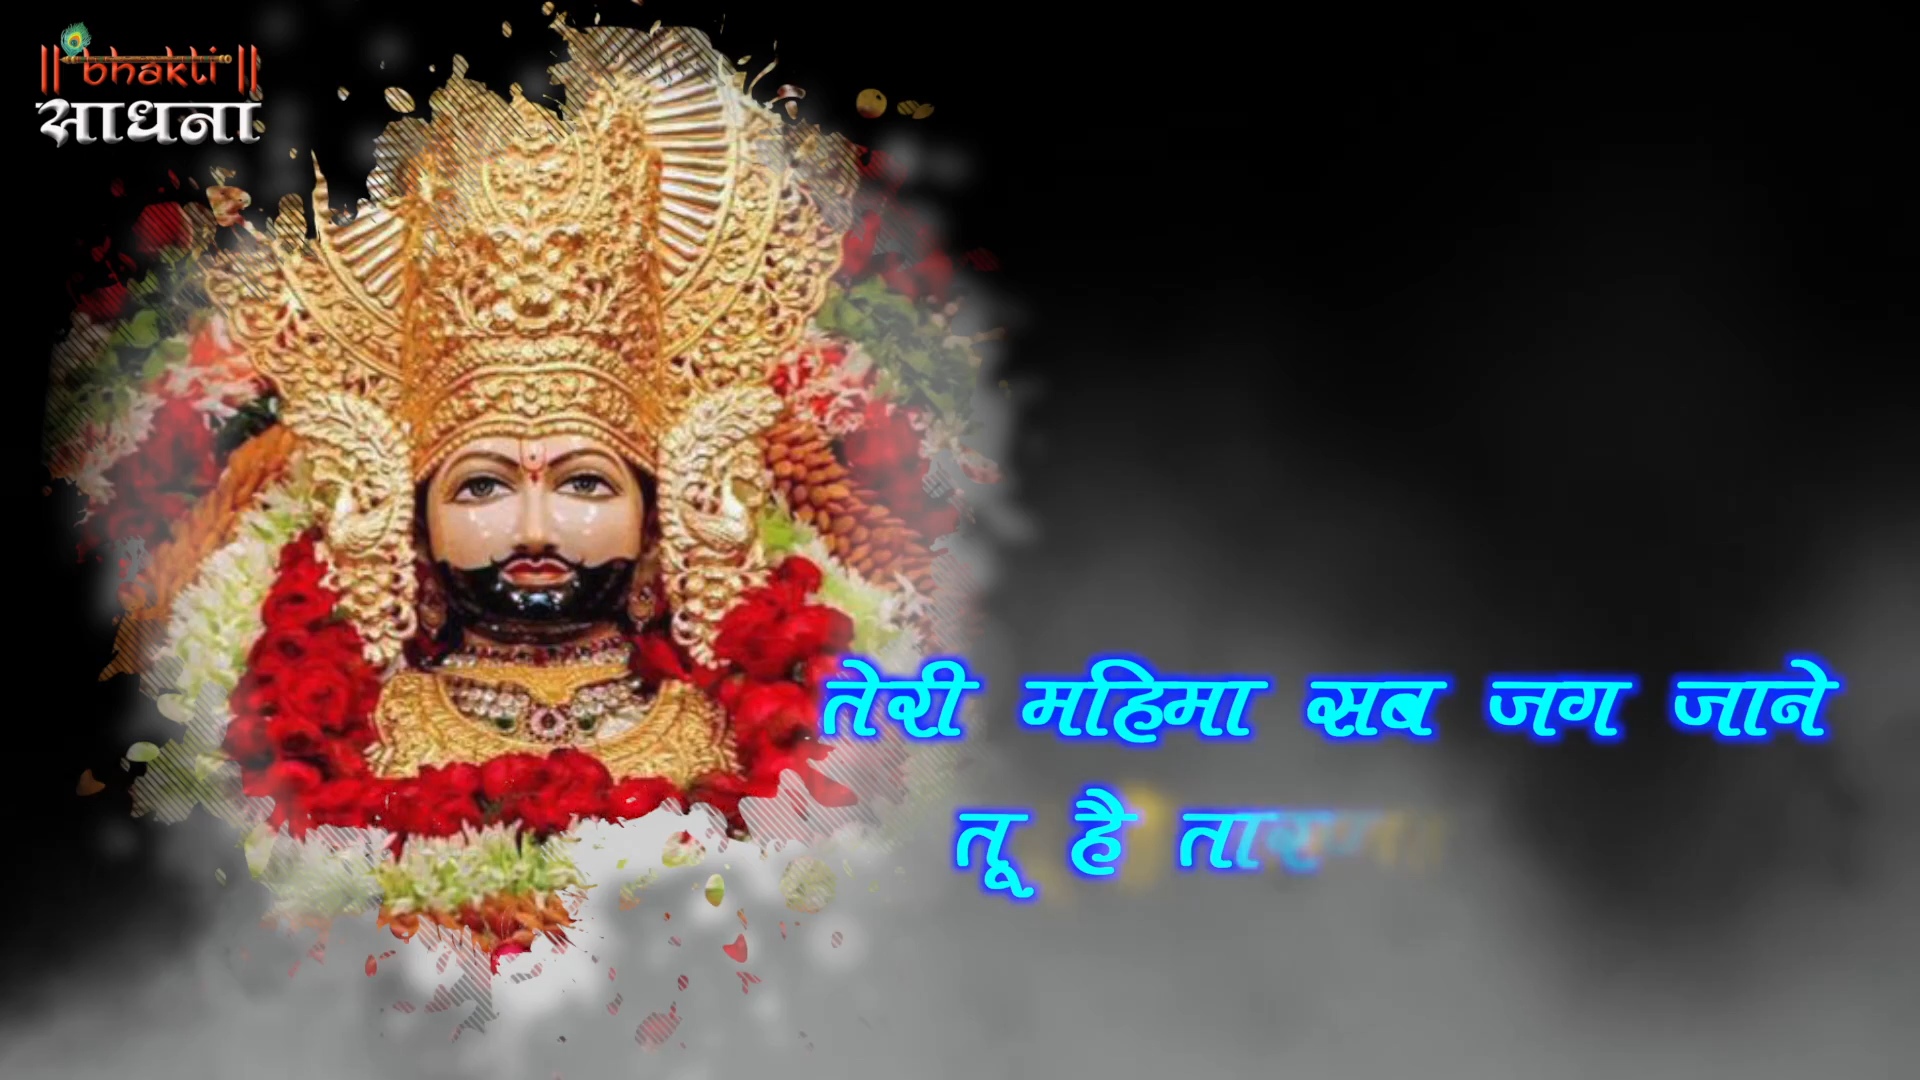 || bhakti ||
साधना
तेरी महिमा सब जग जाने
तू है